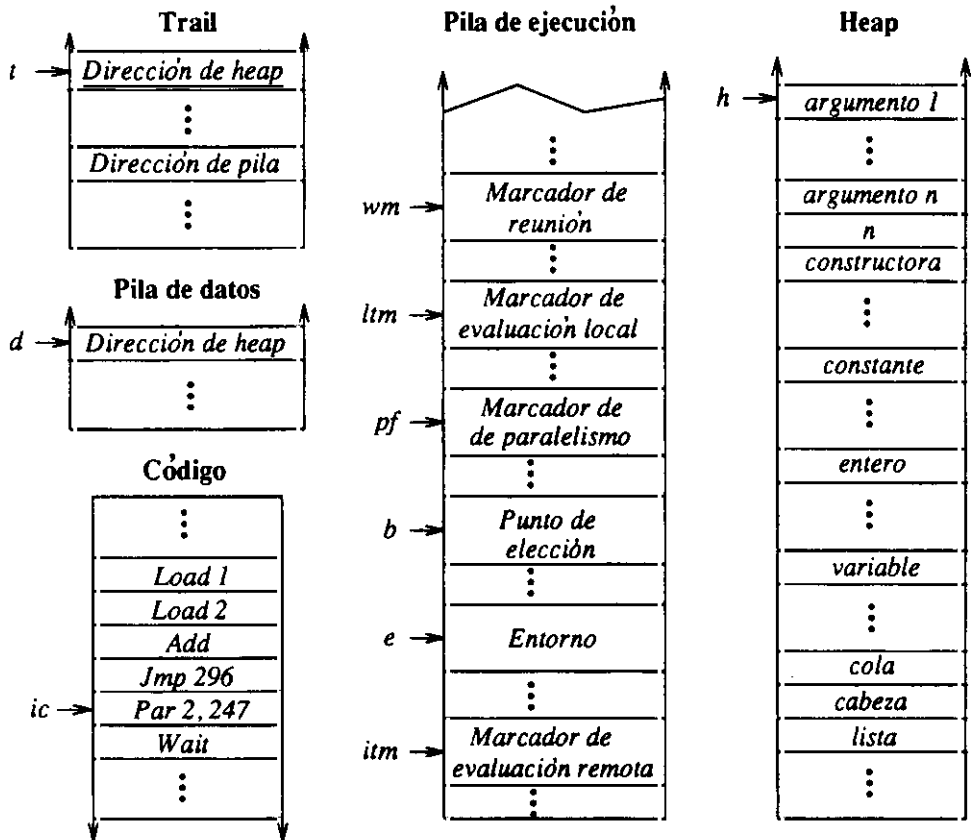 Trail
t
Dirección de heap
Dirección de pila
Pila de datos
d
Dirección de heap
Código
Load 1
Load 2
Add
Jmp 296
ic
Par 2, 247
Wait
Pila de ejecución
wm
Marcador de
reunión
ltm
Marcador de
evaluación local
pf
Marcador de
de paralelismo
b
Punto de
elección
e
Entorno
itm
Marcador de
evaluación remota
Heap
h
argumento 1
argumento n
n
constructora
constante
entero
variable
cola
cabeza
lista